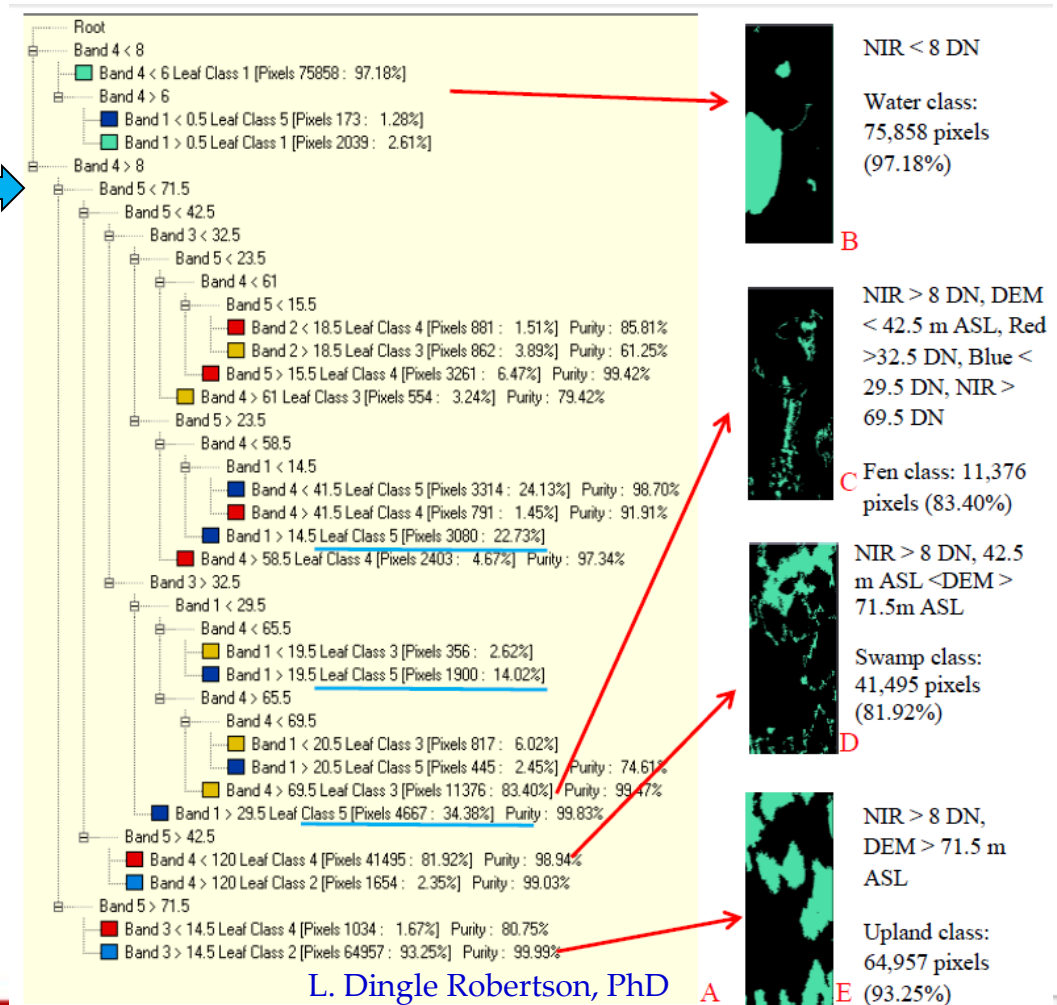 Root
Band 4 < 8
Band 4 < 6 Leaf Class 1 [Pixels 75858 : 97.18%]
Band 4 > 6
Band 1 < 0.5 Leaf Class 5 [Pixels 173 : 1.28%]
Band 1 > 0.5 Leaf Class 1 [Pixels 2039 : 2.61%]
Band 4 > 8
Band 5 < 71.5
Band 5 < 42.5
Band 3 < 32.5
Band 5 < 23.5
Band 4 < 61
Band 5 < 15.5
Band 2 < 18.5 Leaf Class 4 [Pixels 881 : 1.51%] Purity : 85.81%
Band 2 > 18.5 Leaf Class 3 [Pixels 862 : 3.89%] Purity : 61.25%
Band 5 > 15.5 Leaf Class 4 [Pixels 3261 : 6.47%] Purity : 99.42%
Band 4 > 61 Leaf Class 3 [Pixels 554 : 3.24%] Purity : 79.42%
Band 5 > 23.5
Band 4 < 58.5
Band 1 < 14.5
Band 4 < 41.5 Leaf Class 5 [Pixels 3314 : 24.13%] Purity : 98.70%
Band 4 > 41.5 Leaf Class 4 [Pixels 791 : 1.45%] Purity : 91.91%
Band 1 > 14.5 Leaf Class 5 [Pixels 3080 : 22.73%]
Band 4 > 58.5 Leaf Class 4 [Pixels 2403 : 4.67%] Purity : 97.34%
Band 3 > 32.5
Band 1 < 29.5
Band 4 < 65.5
Band 1 < 19.5 Leaf Class 3 [Pixels 356 : 2.62%]
Band 1 > 19.5 Leaf Class 5 [Pixels 1900 : 14.02%]
Band 4 > 65.5
Band 4 < 69.5
Band 1 < 20.5 Leaf Class 3 [Pixels 817 : 6.02%]
Band 1 > 20.5 Leaf Class 5 [Pixels 445 : 2.45%] Purity : 74.61%
Band 4 > 69.5 Leaf Class 3 [Pixels 11376 : 83.40%] Purity : 99.47%
Band 1 > 29.5 Leaf Class 5 [Pixels 4667 : 34.38%] Purity : 99.83%
Band 5 > 42.5
Band 4 < 120 Leaf Class 4 [Pixels 41495 : 81.92%] Purity : 98.94%
Band 4 > 120 Leaf Class 2 [Pixels 1654 : 2.35%] Purity : 99.03%
Band 5 > 71.5
Band 3 < 14.5 Leaf Class 4 [Pixels 1034 : 1.67%] Purity : 80.75%
Band 3 > 14.5 Leaf Class 2 [Pixels 64957 : 93.25%] Purity : 99.99%
L. Dingle Robertson, PhD
A
NIR < 8 DN
Water class:
75,858 pixels
(97.18%)
B
NIR > 8 DN, DEM
< 42.5 m ASL, Red
>32.5 DN, Blue <
29.5 DN, NIR >
69.5 DN
Fen class: 11,376
pixels (83.40%)
C
NIR > 8 DN, 42.5
m ASL <DEM >
71.5m ASL
Swamp class:
41,495 pixels
(81.92%)
D
NIR > 8 DN,
DEM > 71.5 m
ASL
Upland class:
64,957 pixels
(93.25%)
E